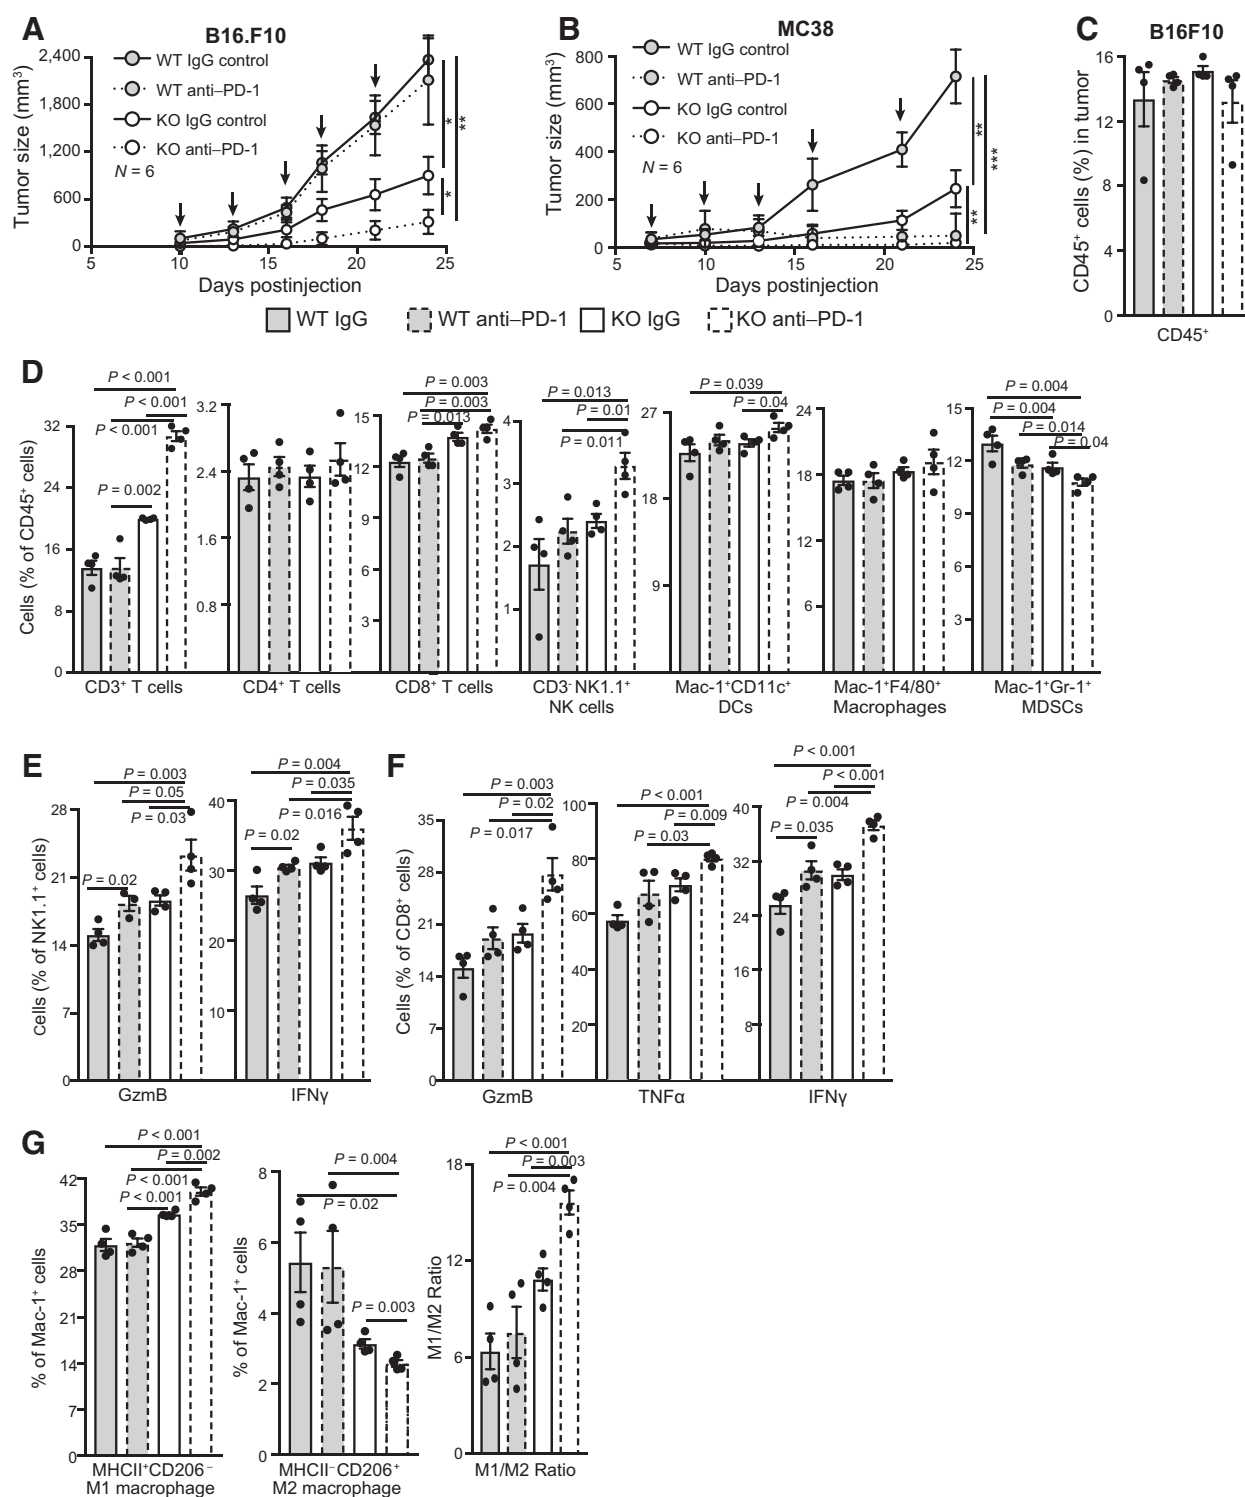 A
B16.F10
Tumor size (mm³)
2,400
1,800
1,200
600
0
WT IgG control
WT anti–PD-1
KO IgG control
KO anti–PD-1
N = 6
*
**
*
5
10
15
20
25
Days postinjection
B
MC38
Tumor size (mm³)
800
600
400
200
0
WT IgG control
WT anti–PD-1
KO IgG control
KO anti–PD-1
N = 6
**
***
**
5
10
15
20
25
Days postinjection
C
B16F10
CD45⁺ cells (%) in tumor
16
12
8
4
0
CD45⁺
WT IgG
WT anti–PD-1
KO IgG
KO anti–PD-1
D
Cells (% of CD45⁺ cells)
P < 0.001
P < 0.001
P < 0.001
P = 0.002
32
24
16
8
0
CD3⁺ T cells
3.2
2.4
1.6
0.8
CD4⁺ T cells
P = 0.003
P = 0.003
P = 0.013
15
12
9
6
3
CD8⁺ T cells
P = 0.013
P = 0.01
P = 0.011
4
3
2
1
CD3⁻NK1.1⁺
NK cells
P = 0.039
P = 0.04
27
18
9
Mac-1⁺CD11c⁺
DCs
24
18
12
6
Mac-1⁺F4/80⁺
Macrophages
P = 0.004
P = 0.004
P = 0.014
P = 0.04
15
12
9
6
3
Mac-1⁺Gr-1⁺
MDSCs
E
cells (% of NK1.1⁺ cells)
P = 0.003
P = 0.05
P = 0.03
P = 0.02
28
21
14
7
0
GzmB
P = 0.004
P = 0.035
P = 0.016
P = 0.02
40
30
20
10
IFNγ
F
Cells (% of CD8⁺ cells)
P = 0.003
P = 0.02
P = 0.017
35
28
21
14
7
0
GzmB
P < 0.001
P = 0.009
P = 0.03
100
80
60
40
20
TNFα
P < 0.001
P < 0.001
P = 0.004
P = 0.035
40
32
24
16
8
IFNγ
G
% of Mac-1⁺ cells
P < 0.001
P = 0.002
P < 0.001
P < 0.001
42
35
28
21
14
7
0
MHCII⁺CD206⁻
M1 macrophage
% of Mac-1⁺ cells
P = 0.004
P = 0.02
P = 0.003
8
6
4
2
0
MHCII⁻CD206⁺
M2 macrophage
M1/M2 Ratio
P < 0.001
P = 0.003
P = 0.004
18
12
6
0
M1/M2 Ratio